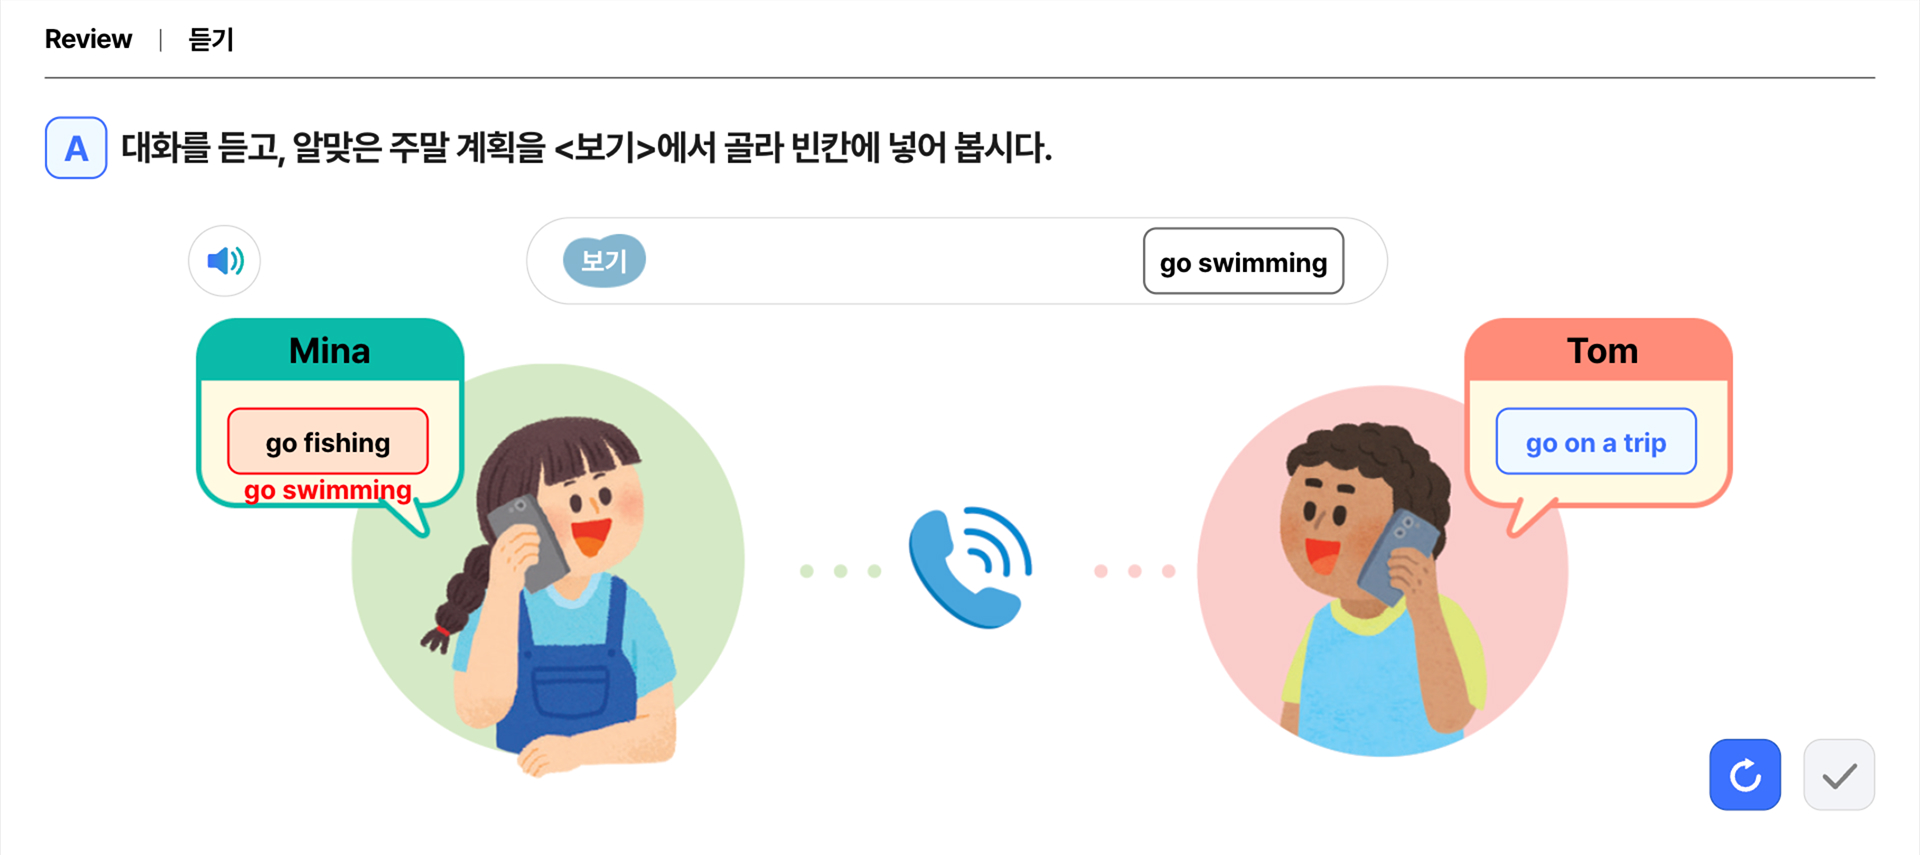 Review | 듣기
A 대화를 듣고, 알맞은 주말 계획을 <보기>에서 골라 빈칸에 넣어 봅시다.
보기 go swimming
Mina
go fishing
go swimming
Tom
go on a trip